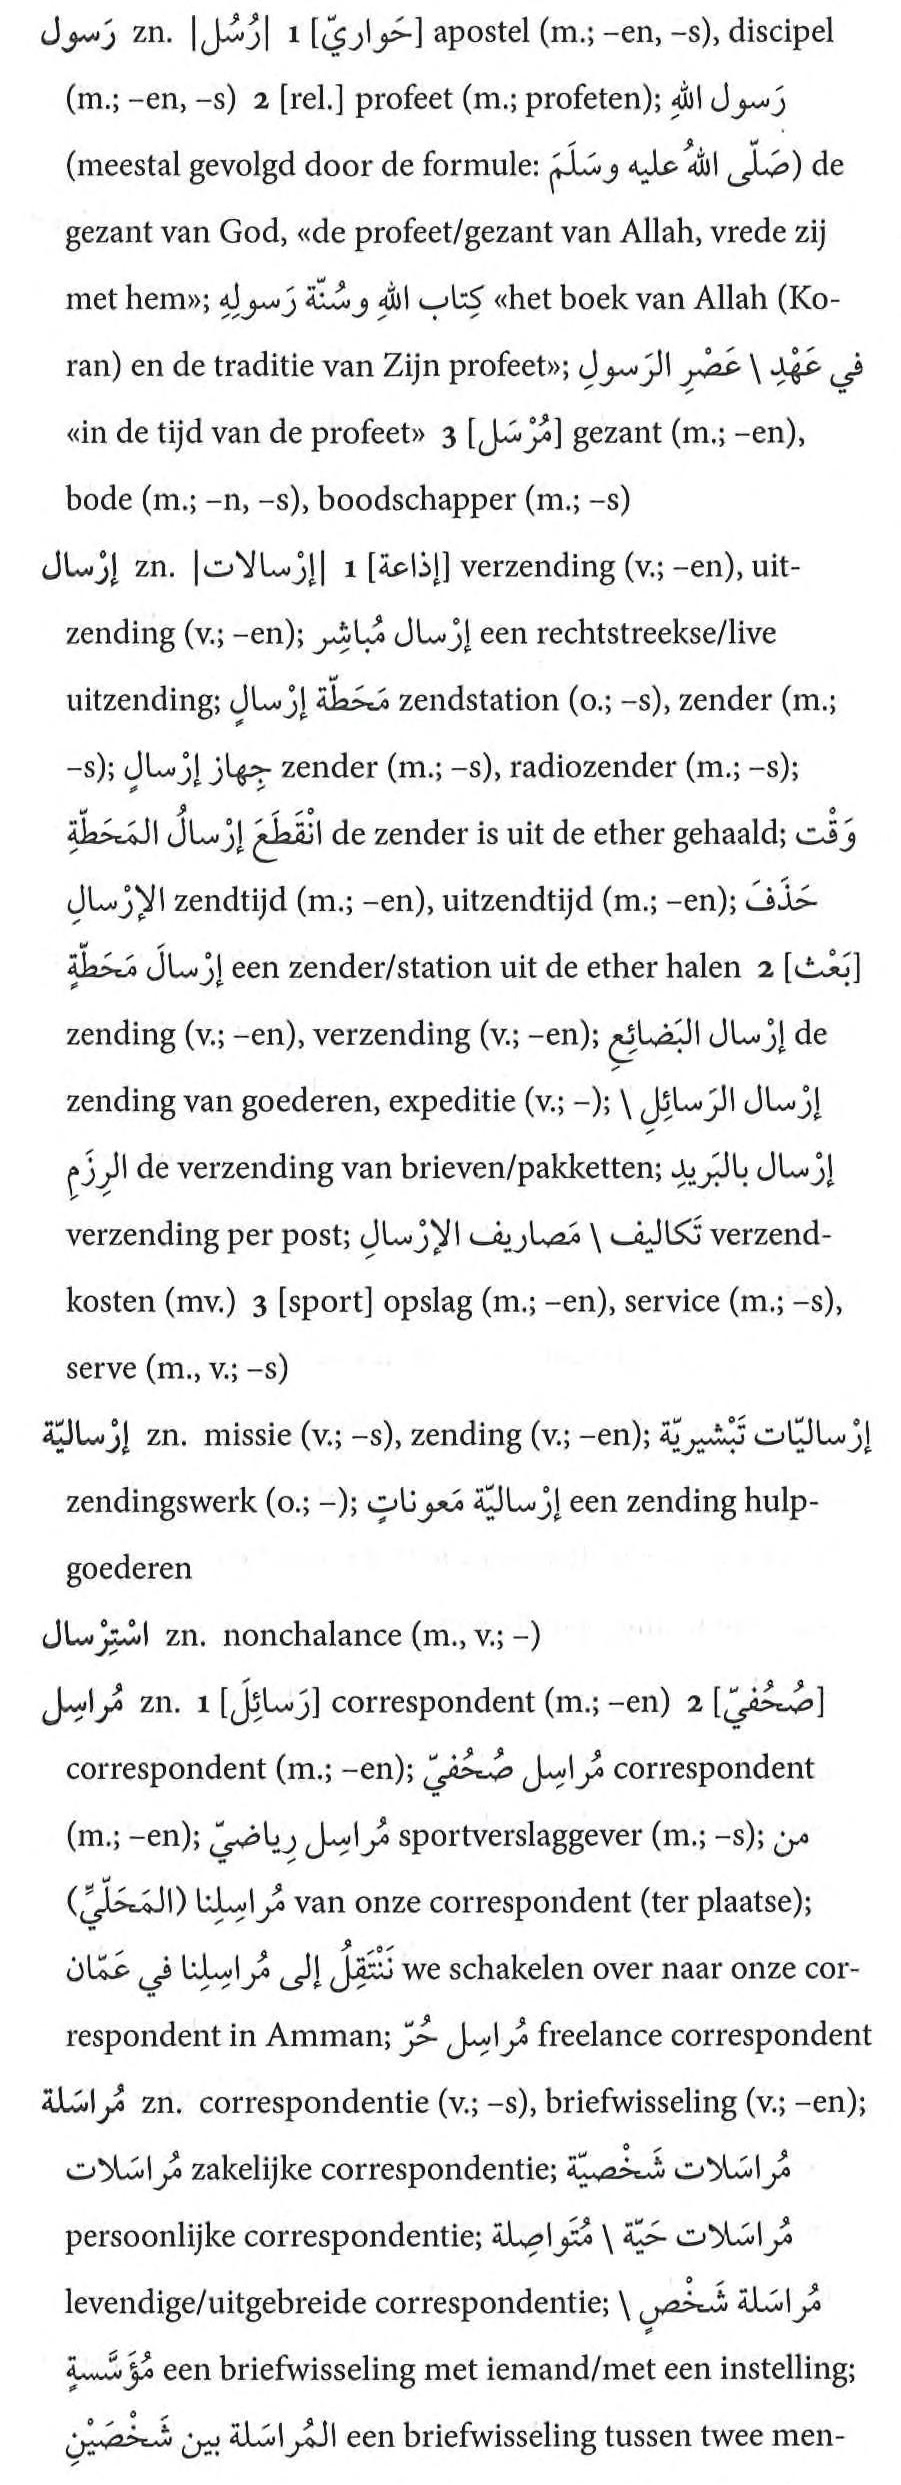 رَسول zn. |رُسُل| 1 [حَواريّ] apostel (m.; –en, –s), discipel
(m.; –en, –s) 2 [rel.] profeet (m.; profeten); رَسول اللهِ
(meestal gevolgd door de formule: صَلّى اللهُ عليه وسَلَّمَ) de
gezant van God, «de profeet/gezant van Allah, vrede zij
met hem»; كِتاب اللهِ وسُنّة رَسولِهِ «het boek van Allah (Ko-
ran) en de traditie van Zijn profeet»; في عَهْدِ \ عَصْرِ الرَسولِ
«in de tijd van de profeet» 3 [مُرْسَل] gezant (m.; –en),
bode (m.; –n, –s), boodschapper (m.; –s)
إرْسال zn. |إرْسالات| 1 [إذاعة] verzending (v.; –en), uit-
zending (v.; –en); إرْسال مُباشِر een rechtstreekse/live
uitzending; مَحَطّة إرْسالٍ zendstation (o.; –s), zender (m.;
–s); جِهاز إرْسالٍ zender (m.; –s), radiozender (m.; –s);
انْقَطَعَ إرْسالُ المَحَطّةِ de zender is uit de ether gehaald; وَقْت
الإرْسالِ zendtijd (m.; –en), uitzendtijd (m.; –en); حَذَفَ
إرْسالَ مَحَطّةٍ een zender/station uit de ether halen 2 [بَعْث]
zending (v.; –en), verzending (v.; –en); إرْسال البَضائِعِ de
zending van goederen, expeditie (v.; –); إرْسال الرَسائِلِ \
الرِزَمِ de verzending van brieven/pakketten; إرْسال بالبَريدِ
verzending per post; تَكاليف \ مَصاريف الإرْسالِ verzend-
kosten (mv.) 3 [sport] opslag (m.; –en), service (m.; –s),
serve (m., v.; –s)
إرْساليّة zn. missie (v.; –s), zending (v.; –en); إرْساليّات تَبْشيريّة
zendingswerk (o.; –); إرْساليّة مَعوناتٍ een zending hulp-
goederen
اسْتِرْسال zn. nonchalance (m., v.; –)
مُراسِل zn. 1 [رَسائِلَ] correspondent (m.; –en) 2 [صُحُفيّ]
correspondent (m.; –en); مُراسِل صُحُفيّ correspondent
(m.; –en); مُراسِل رِياضيّ sportverslaggever (m.; –s); من
مُراسِلِنا (المَحَلّيِّ) van onze correspondent (ter plaatse);
نَنْتَقِلُ إلى مُراسِلِنا في عَمّان we schakelen over naar onze cor-
respondent in Amman; مُراسِل حُرّ freelance correspondent
مُراسَلة zn. correspondentie (v.; –s), briefwisseling (v.; –en);
مُراسَلات zakelijke correspondentie; مُراسَلات شَخْصيّة
persoonlijke correspondentie; مُراسَلات حَيّة \ مُتَواصِلة
levendige/uitgebreide correspondentie; مُراسَلة شَخْصٍ \
مُؤَسَّسةٍ een briefwisseling met iemand/met een instelling;
المُراسَلة بين شَخْصَيْنِ een briefwisseling tussen twee men-